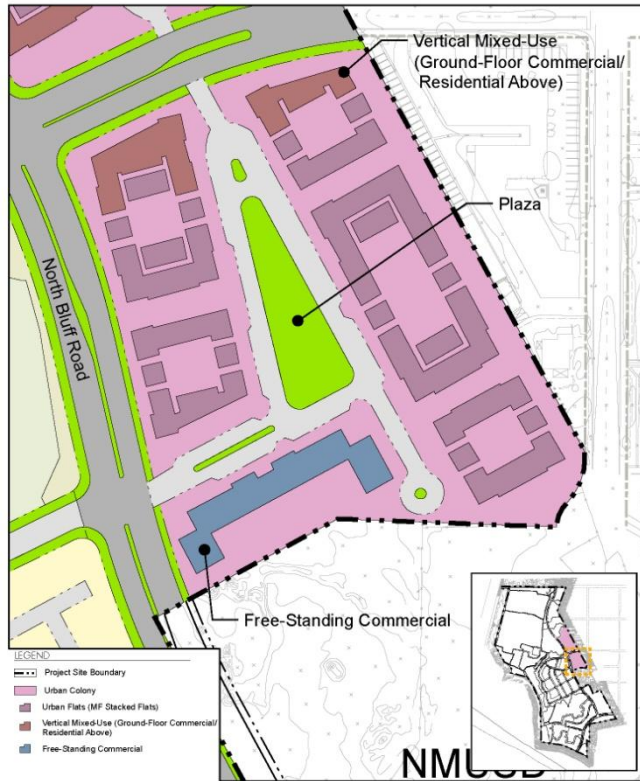 Vertical Mixed-Use
(Ground-Floor Commercial/
Residential Above)
Plaza
North Bluff Road
Free-Standing Commercial
LEGEND
Project Site Boundary
Urban Colony
Urban Flats (MF Stacked Flats)
Vertical Mixed-Use (Ground-Floor Commercial/
Residential Above)
Free-Standing Commercial